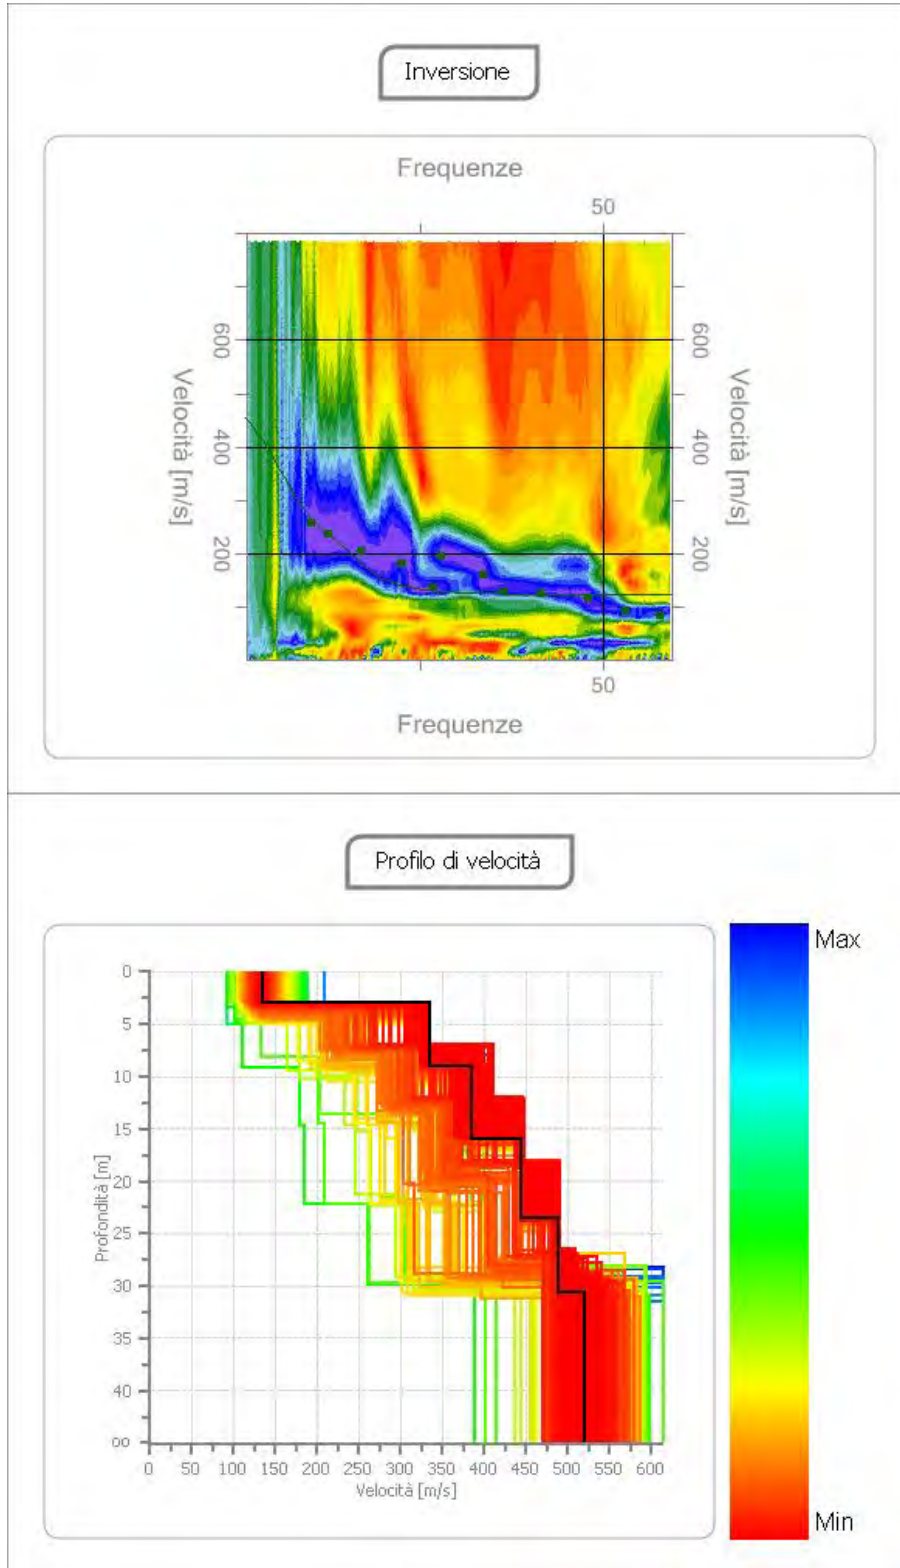 Inversione
Frequenze
50
600
600
400
400
200
200
Velocità [m/s]
Velocità [m/s]
50
Frequenze
Profilo di velocità
Max
0
5
10
15
20
25
30
35
40
oo
Profondità [m]
0 50 100 150 200 250 300 350 400 450 500 550 600
Velocità [m/s]
Min